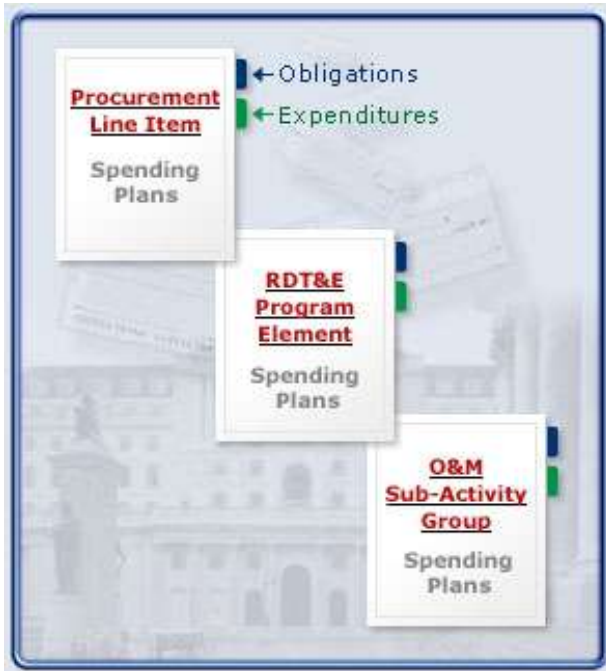 Procurement
Line Item
Spending
Plans
←Obligations
←Expenditures
RDT&E
Program
Element
Spending
Plans
O&M
Sub-Activity
Group
Spending
Plans